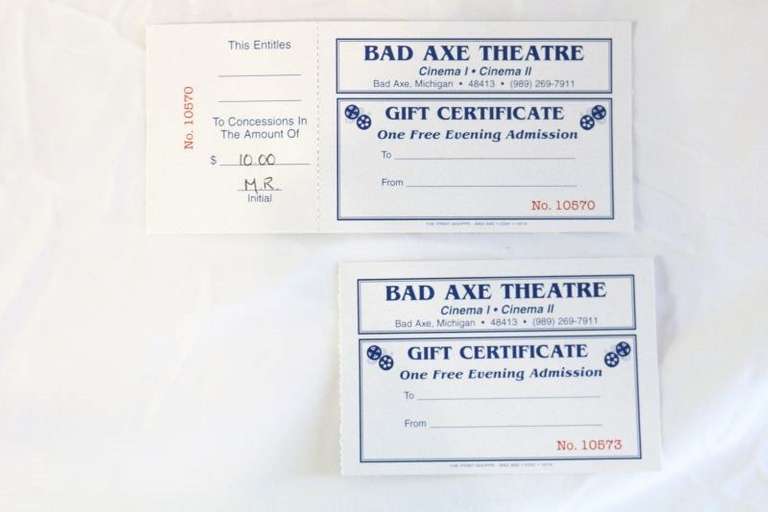 This Entitles
No. 10570
To Concessions In
The Amount Of
$ 10.00
M.R.
Initial
BAD AXE THEATRE
Cinema I • Cinema II
Bad Axe, Michigan • 48413 • (989) 269-7911
GIFT CERTIFICATE
One Free Evening Admission
To
From
No. 10570
BAD AXE THEATRE
Cinema I • Cinema II
Bad Axe, Michigan • 48413 • (989) 269-7911
GIFT CERTIFICATE
One Free Evening Admission
To
From
No. 10573